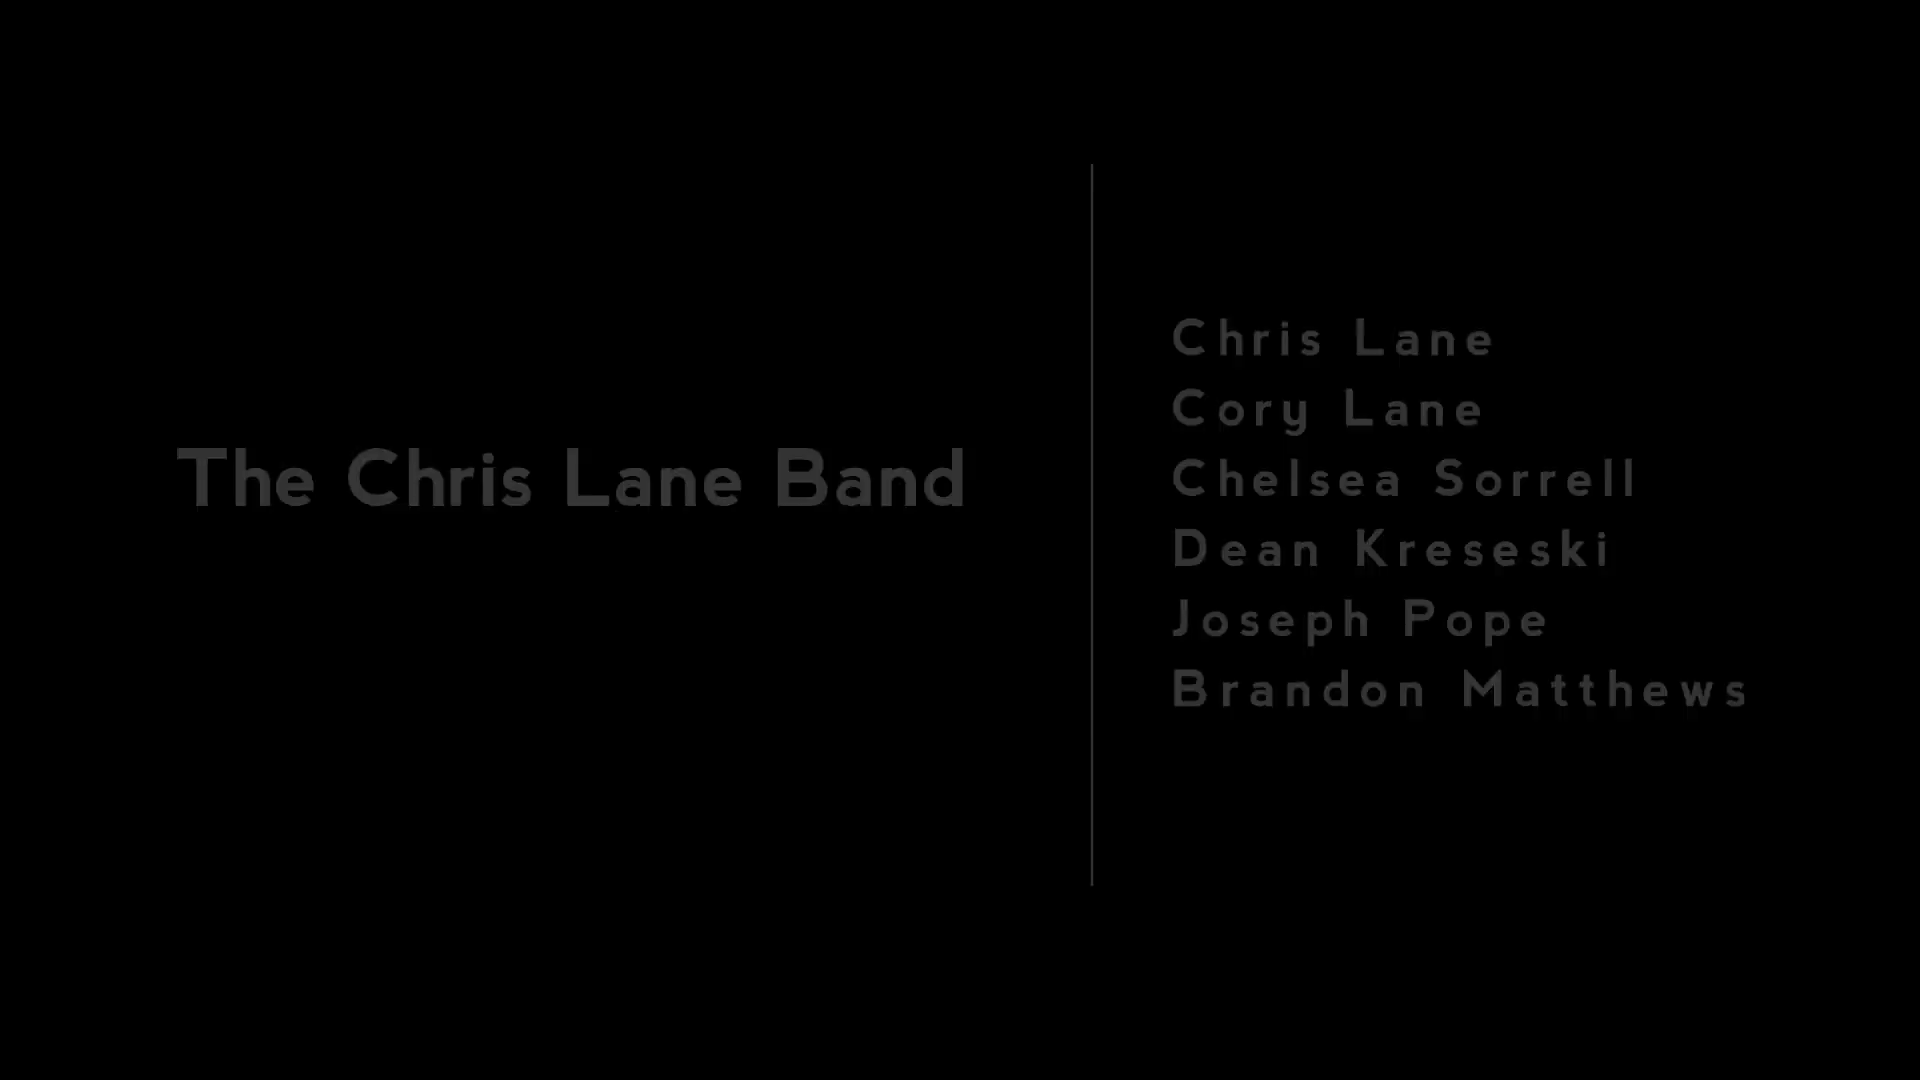 The Chris Lane Band
Chris Lane
Cory Lane
Chelsea Sorrell
Dean Kreseski
Joseph Pope
Brandon Matthews